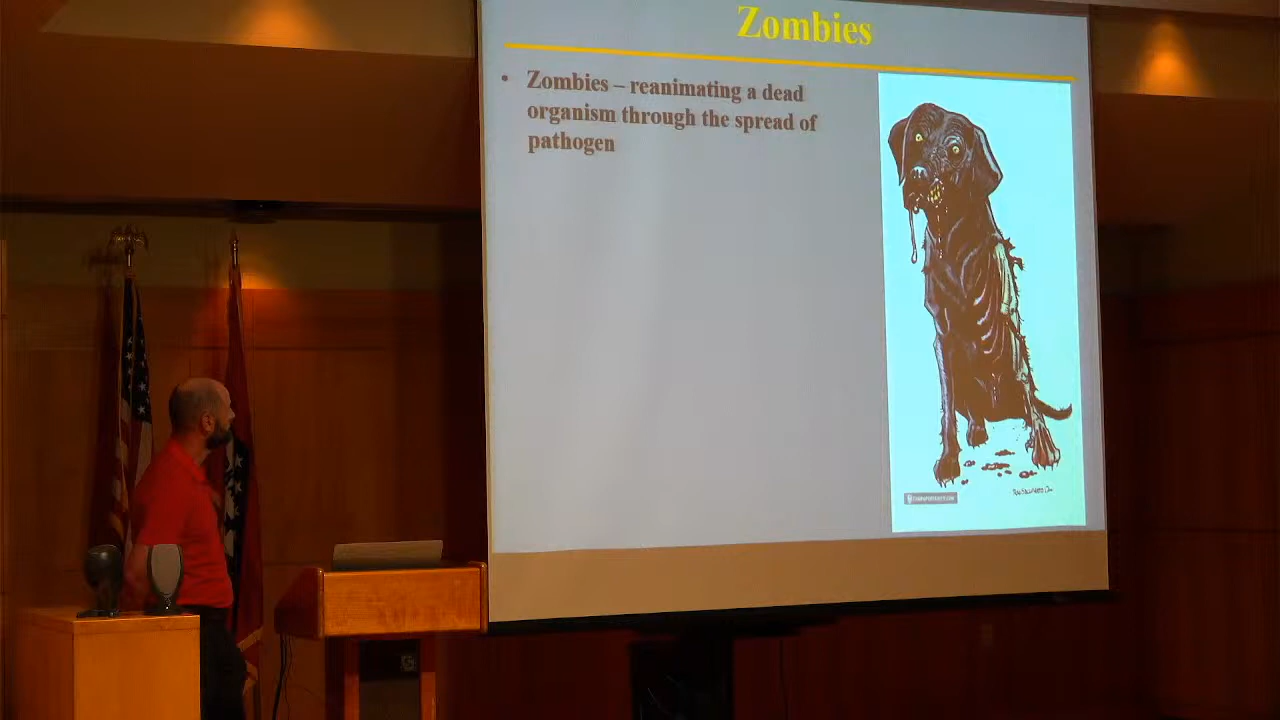 Zombies
• Zombies – reanimating a dead
organism through the spread of
pathogen